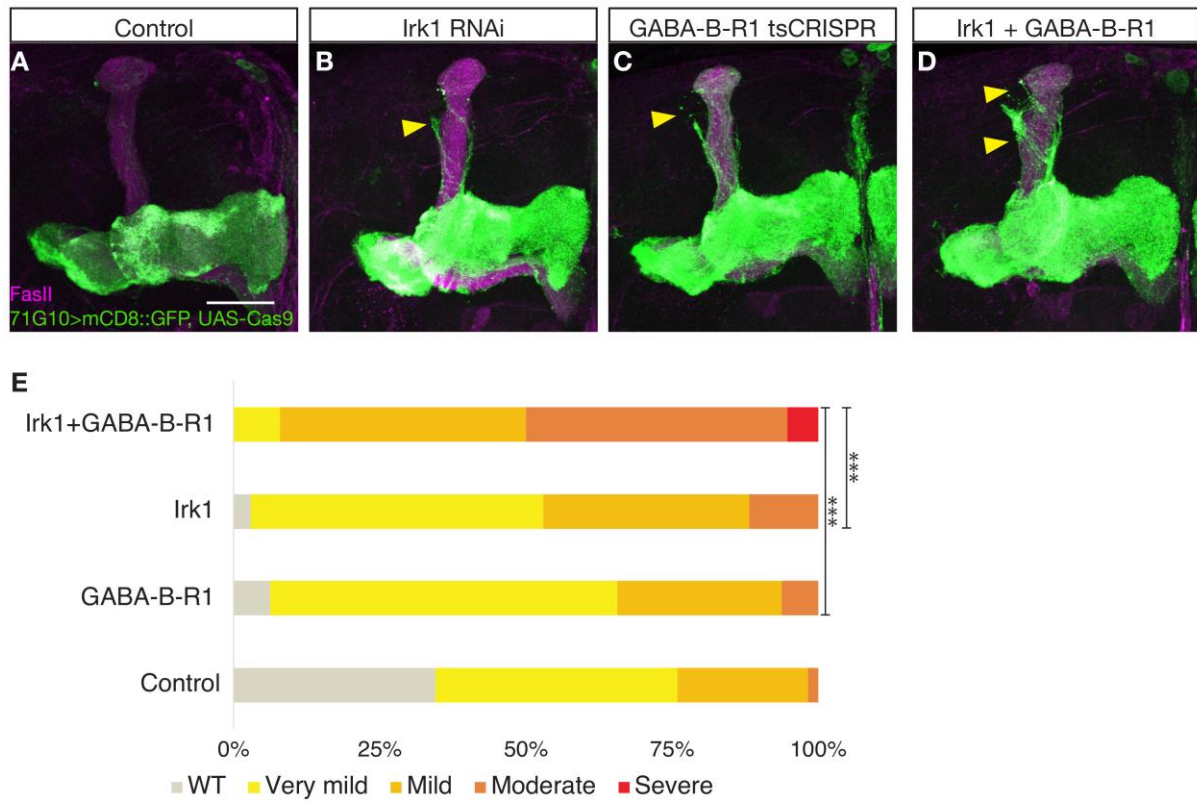 Control
Irk1 RNAi
GABA-B-R1 tsCRISPR
Irk1 + GABA-B-R1
A
B
C
D
FasII
71G10>mCD8::GFP, UAS-Cas9
E
Irk1+GABA-B-R1
Irk1
GABA-B-R1
Control
***
***
0% 25% 50% 75% 100%
WT Very mild Mild Moderate Severe